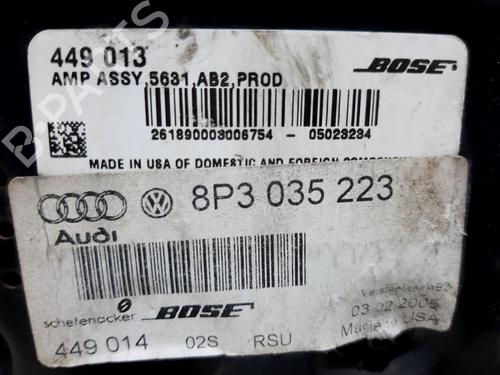 449 013
AMP ASSY,5631,AB2,PROD
BOSE
261890003006754 - 05023234
MADE IN USA OF DOMESTIC AND FOREIGN
8P3 035 223
Audi
schefenacker
BOSE
03.02.2005
Made in USA
449 014 02S RSU